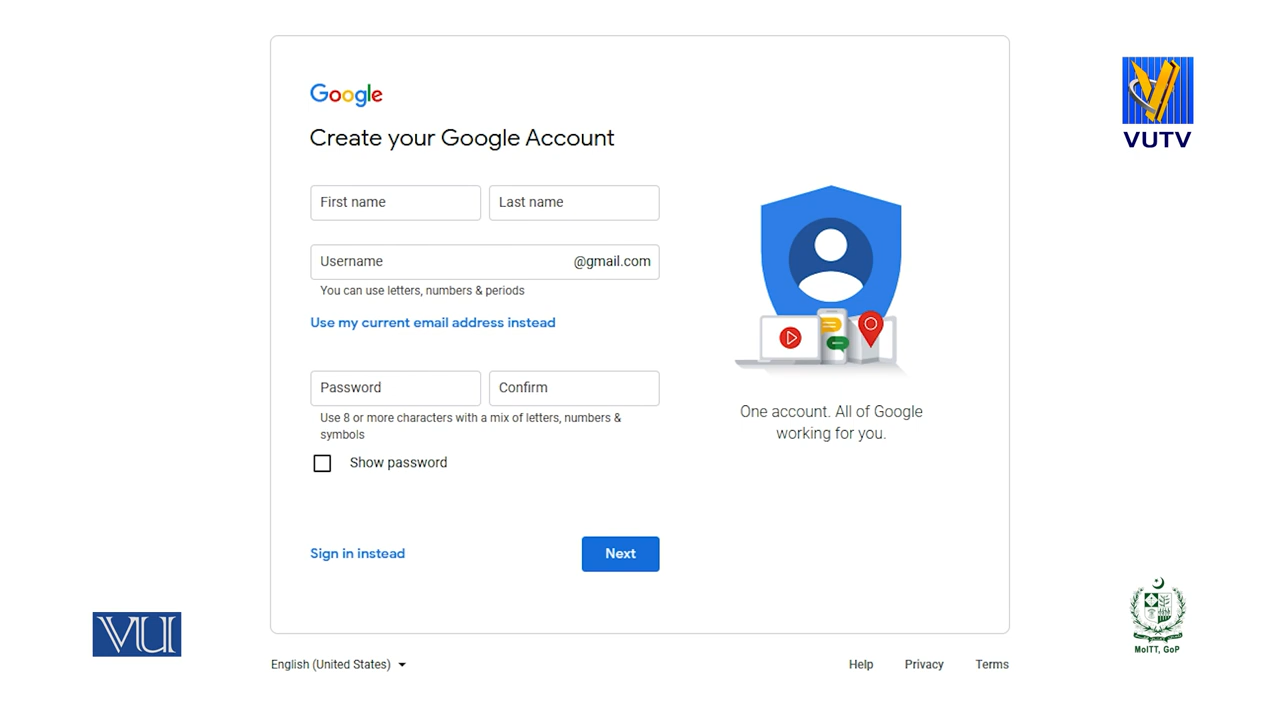 Google
Create your Google Account
First name
Last name
Username
@gmail.com
You can use letters, numbers & periods
Use my current email address instead
Password
Confirm
Use 8 or more characters with a mix of letters, numbers &
symbols
Show password
Sign in instead
Next
One account. All of Google
working for you.
English (United States)
Help
Privacy
Terms
VUTV
VU
MoITT, GoP